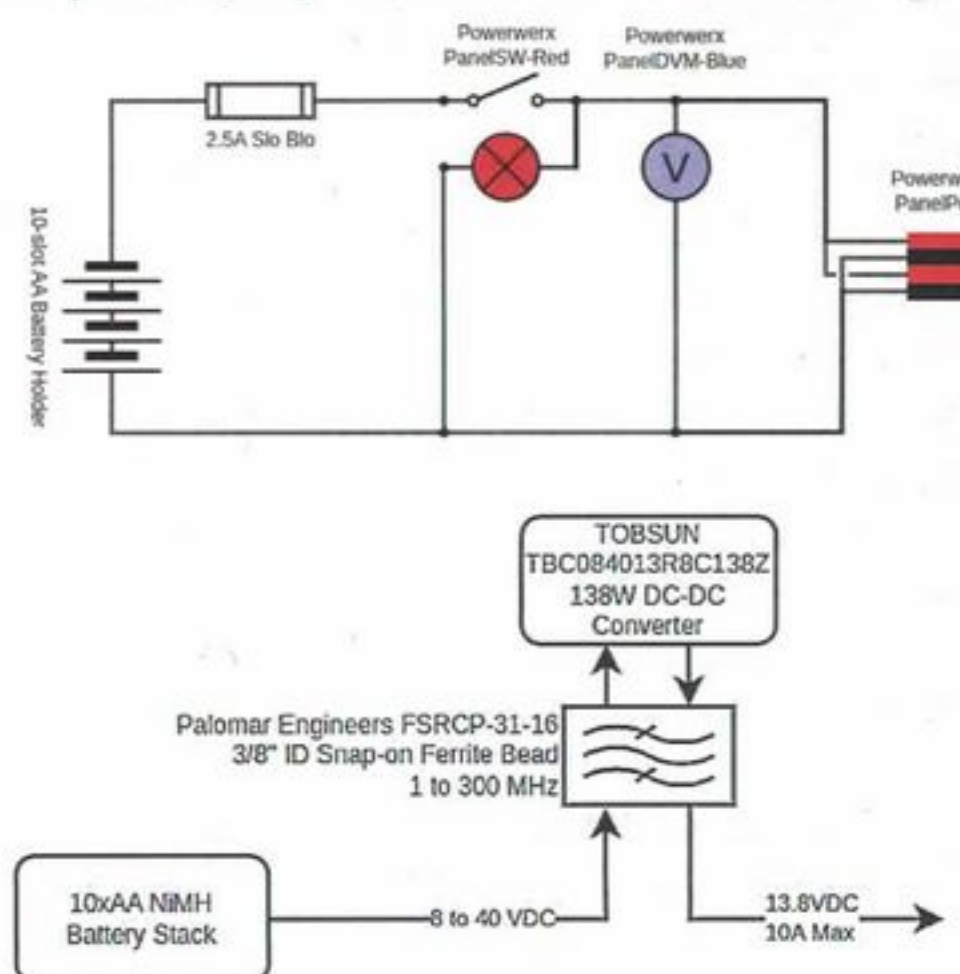 Powerwerx
PanelSW-Red
Powerwerx
PanelDVM-Blue
2.5A Slo Blo
V
10-slot AA Battery Holder
TOBSUN
TBC084013R8C138Z
138W DC-DC
Converter
Palomar Engineers FSRCP-31-16
3/8" ID Snap-on Ferrite Bead
1 to 300 MHz
10xAA NiMH
Battery Stack
8 to 40 VDC
13.8VDC
10A Max